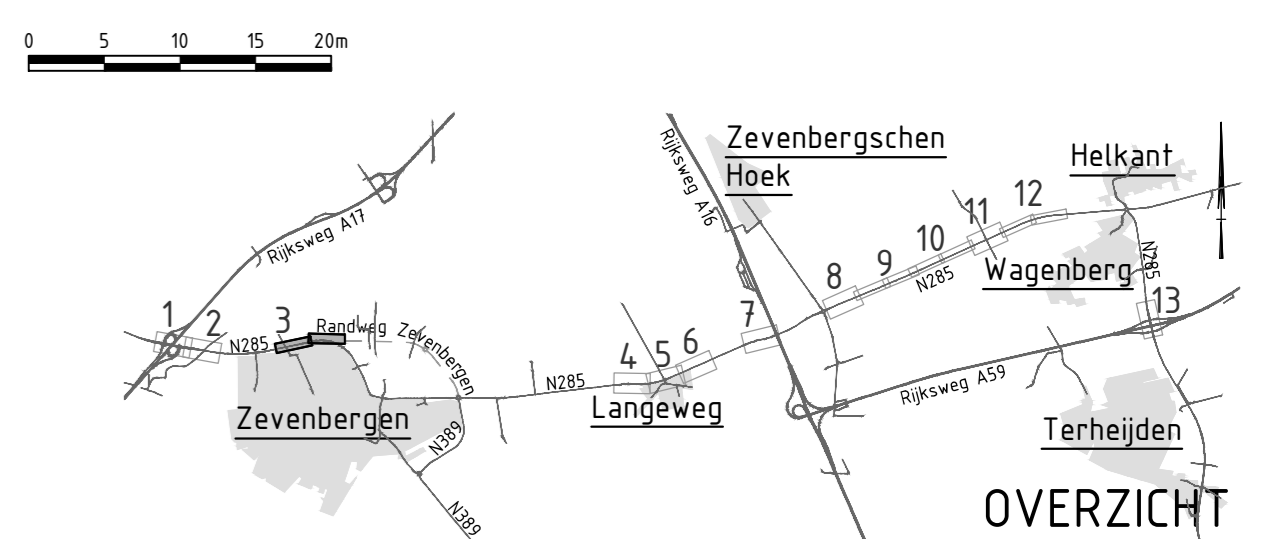 0 5 10 15 20m
Zevenbergschen
Hoek
Helkant
Rijksweg A16
Rijksweg A17
12
11
10
9
8
N285
Wagenberg
N285
13
1
2
3
N285
Randweg Zevenbergen
7
6
5
4
N285
Langeweg
Rijksweg A59
Zevenbergen
N389
Terheijden
N389
OVERZICHT